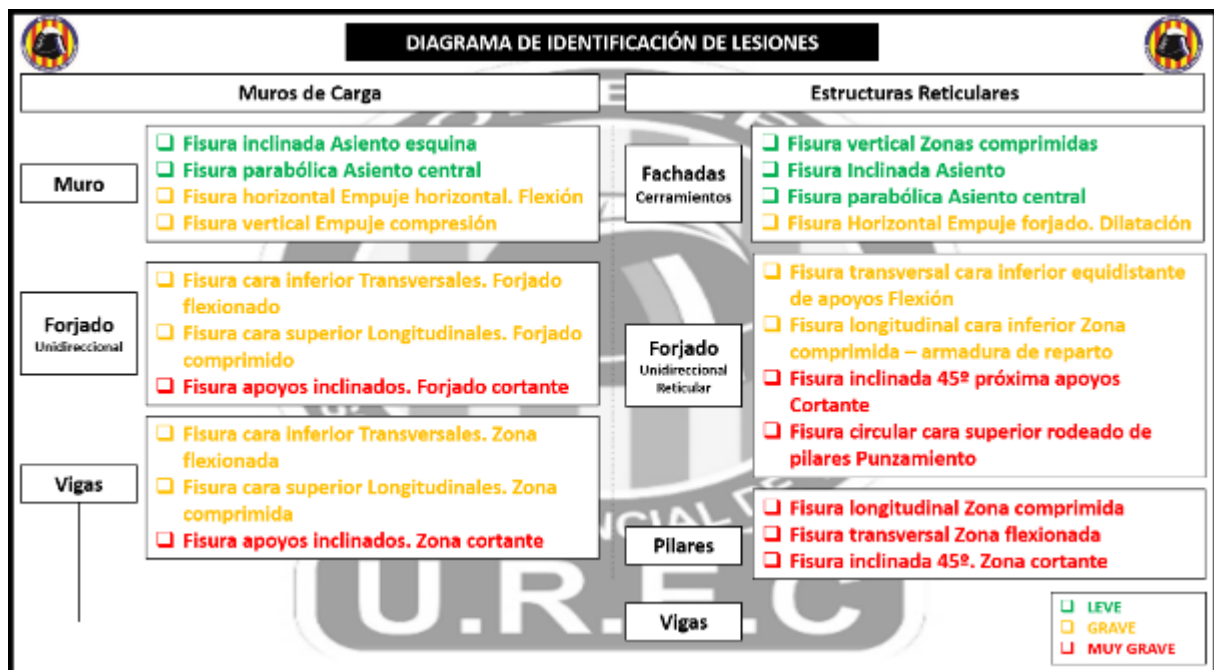 DIAGRAMA DE IDENTIFICACIÓN DE LESIONES
Muros de Carga
Muro
❑ Fisura inclinada Asiento esquina
❑ Fisura parabólica Asiento central
❑ Fisura horizontal Empuje horizontal. Flexión
❑ Fisura vertical Empuje compresión
Forjado
Unidireccional
❑ Fisura cara inferior Transversales. Forjado
flexionado
❑ Fisura cara superior Longitudinales. Forjado
comprimido
❑ Fisura apoyos inclinados. Forjado cortante
Vigas
❑ Fisura cara inferior Transversales. Zona
flexionada
❑ Fisura cara superior Longitudinales. Zona
comprimida
❑ Fisura apoyos inclinados. Zona cortante
Estructuras Reticulares
Fachadas
Cerramientos
❑ Fisura vertical Zonas comprimidas
❑ Fisura Inclinada Asiento
❑ Fisura parabólica Asiento central
❑ Fisura Horizontal Empuje forjado. Dilatación
Forjado
Unidireccional
Reticular
❑ Fisura transversal cara inferior equidistante
de apoyos Flexión
❑ Fisura longitudinal cara inferior Zona
comprimida – armadura de reparto
❑ Fisura inclinada 45º próxima apoyos
Cortante
❑ Fisura circular cara superior rodeado de
pilares Punzamiento
Pilares
❑ Fisura longitudinal Zona comprimida
❑ Fisura transversal Zona flexionada
❑ Fisura inclinada 45º. Zona cortante
Vigas
❑ LEVE
❑ GRAVE
❑ MUY GRAVE
U.R.E.C